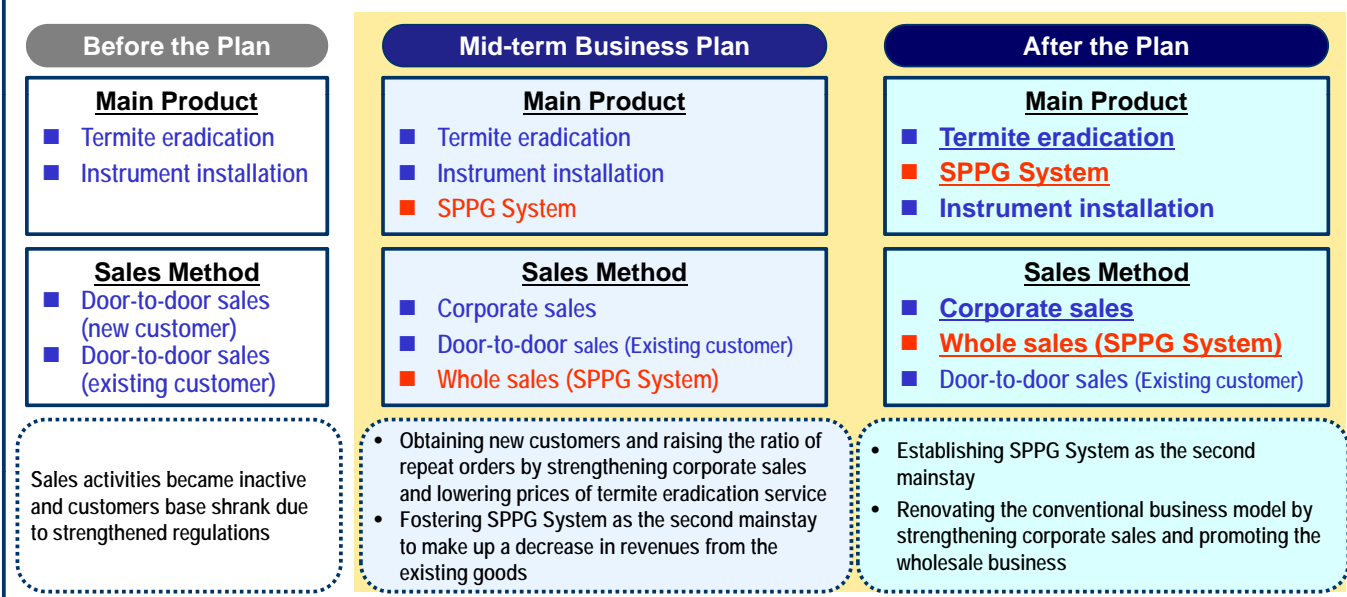 Before the Plan
Main Product
■ Termite eradication
■ Instrument installation
Sales Method
■ Door-to-door sales
(new customer)
■ Door-to-door sales
(existing customer)
Sales activities became inactive
and customers base shrank due
to strengthened regulations
Mid-term Business Plan
Main Product
■ Termite eradication
■ Instrument installation
■ SPPG System
Sales Method
■ Corporate sales
■ Door-to-door sales (Existing customer)
■ Whole sales (SPPG System)
• Obtaining new customers and raising the ratio of
repeat orders by strengthening corporate sales
and lowering prices of termite eradication service
• Fostering SPPG System as the second mainstay
to make up a decrease in revenues from the
existing goods
After the Plan
Main Product
■ Termite eradication
■ SPPG System
■ Instrument installation
Sales Method
■ Corporate sales
■ Whole sales (SPPG System)
■ Door-to-door sales (Existing customer)
• Establishing SPPG System as the second
mainstay
• Renovating the conventional business model by
strengthening corporate sales and promoting the
wholesale business